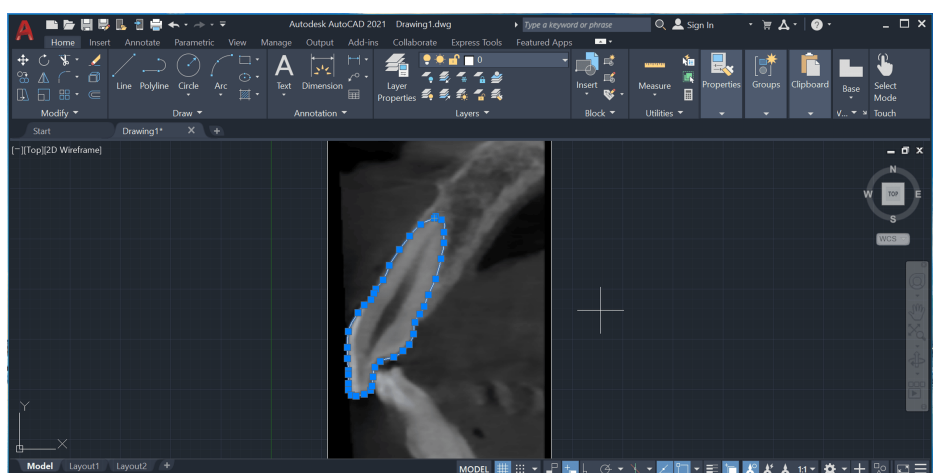 Autodesk AutoCAD 2021 Drawing1.dwg
Type a keyword or phrase
Sign In
Home Insert Annotate Parametric View Manage Output Add-ins Collaborate Express Tools Featured Apps
Line Polyline Circle Arc
Text Dimension
Layer
Properties
0
Insert
Measure
Properties
Groups
Clipboard
Base
Select
Mode
Modify Draw Annotation Layers Block Utilities V... Touch
Start Drawing1* X +
[−][Top][2D Wireframe]
N
W TOP E
S
WCS
Y
X
Model Layout1 Layout2 +
MODEL 1:1